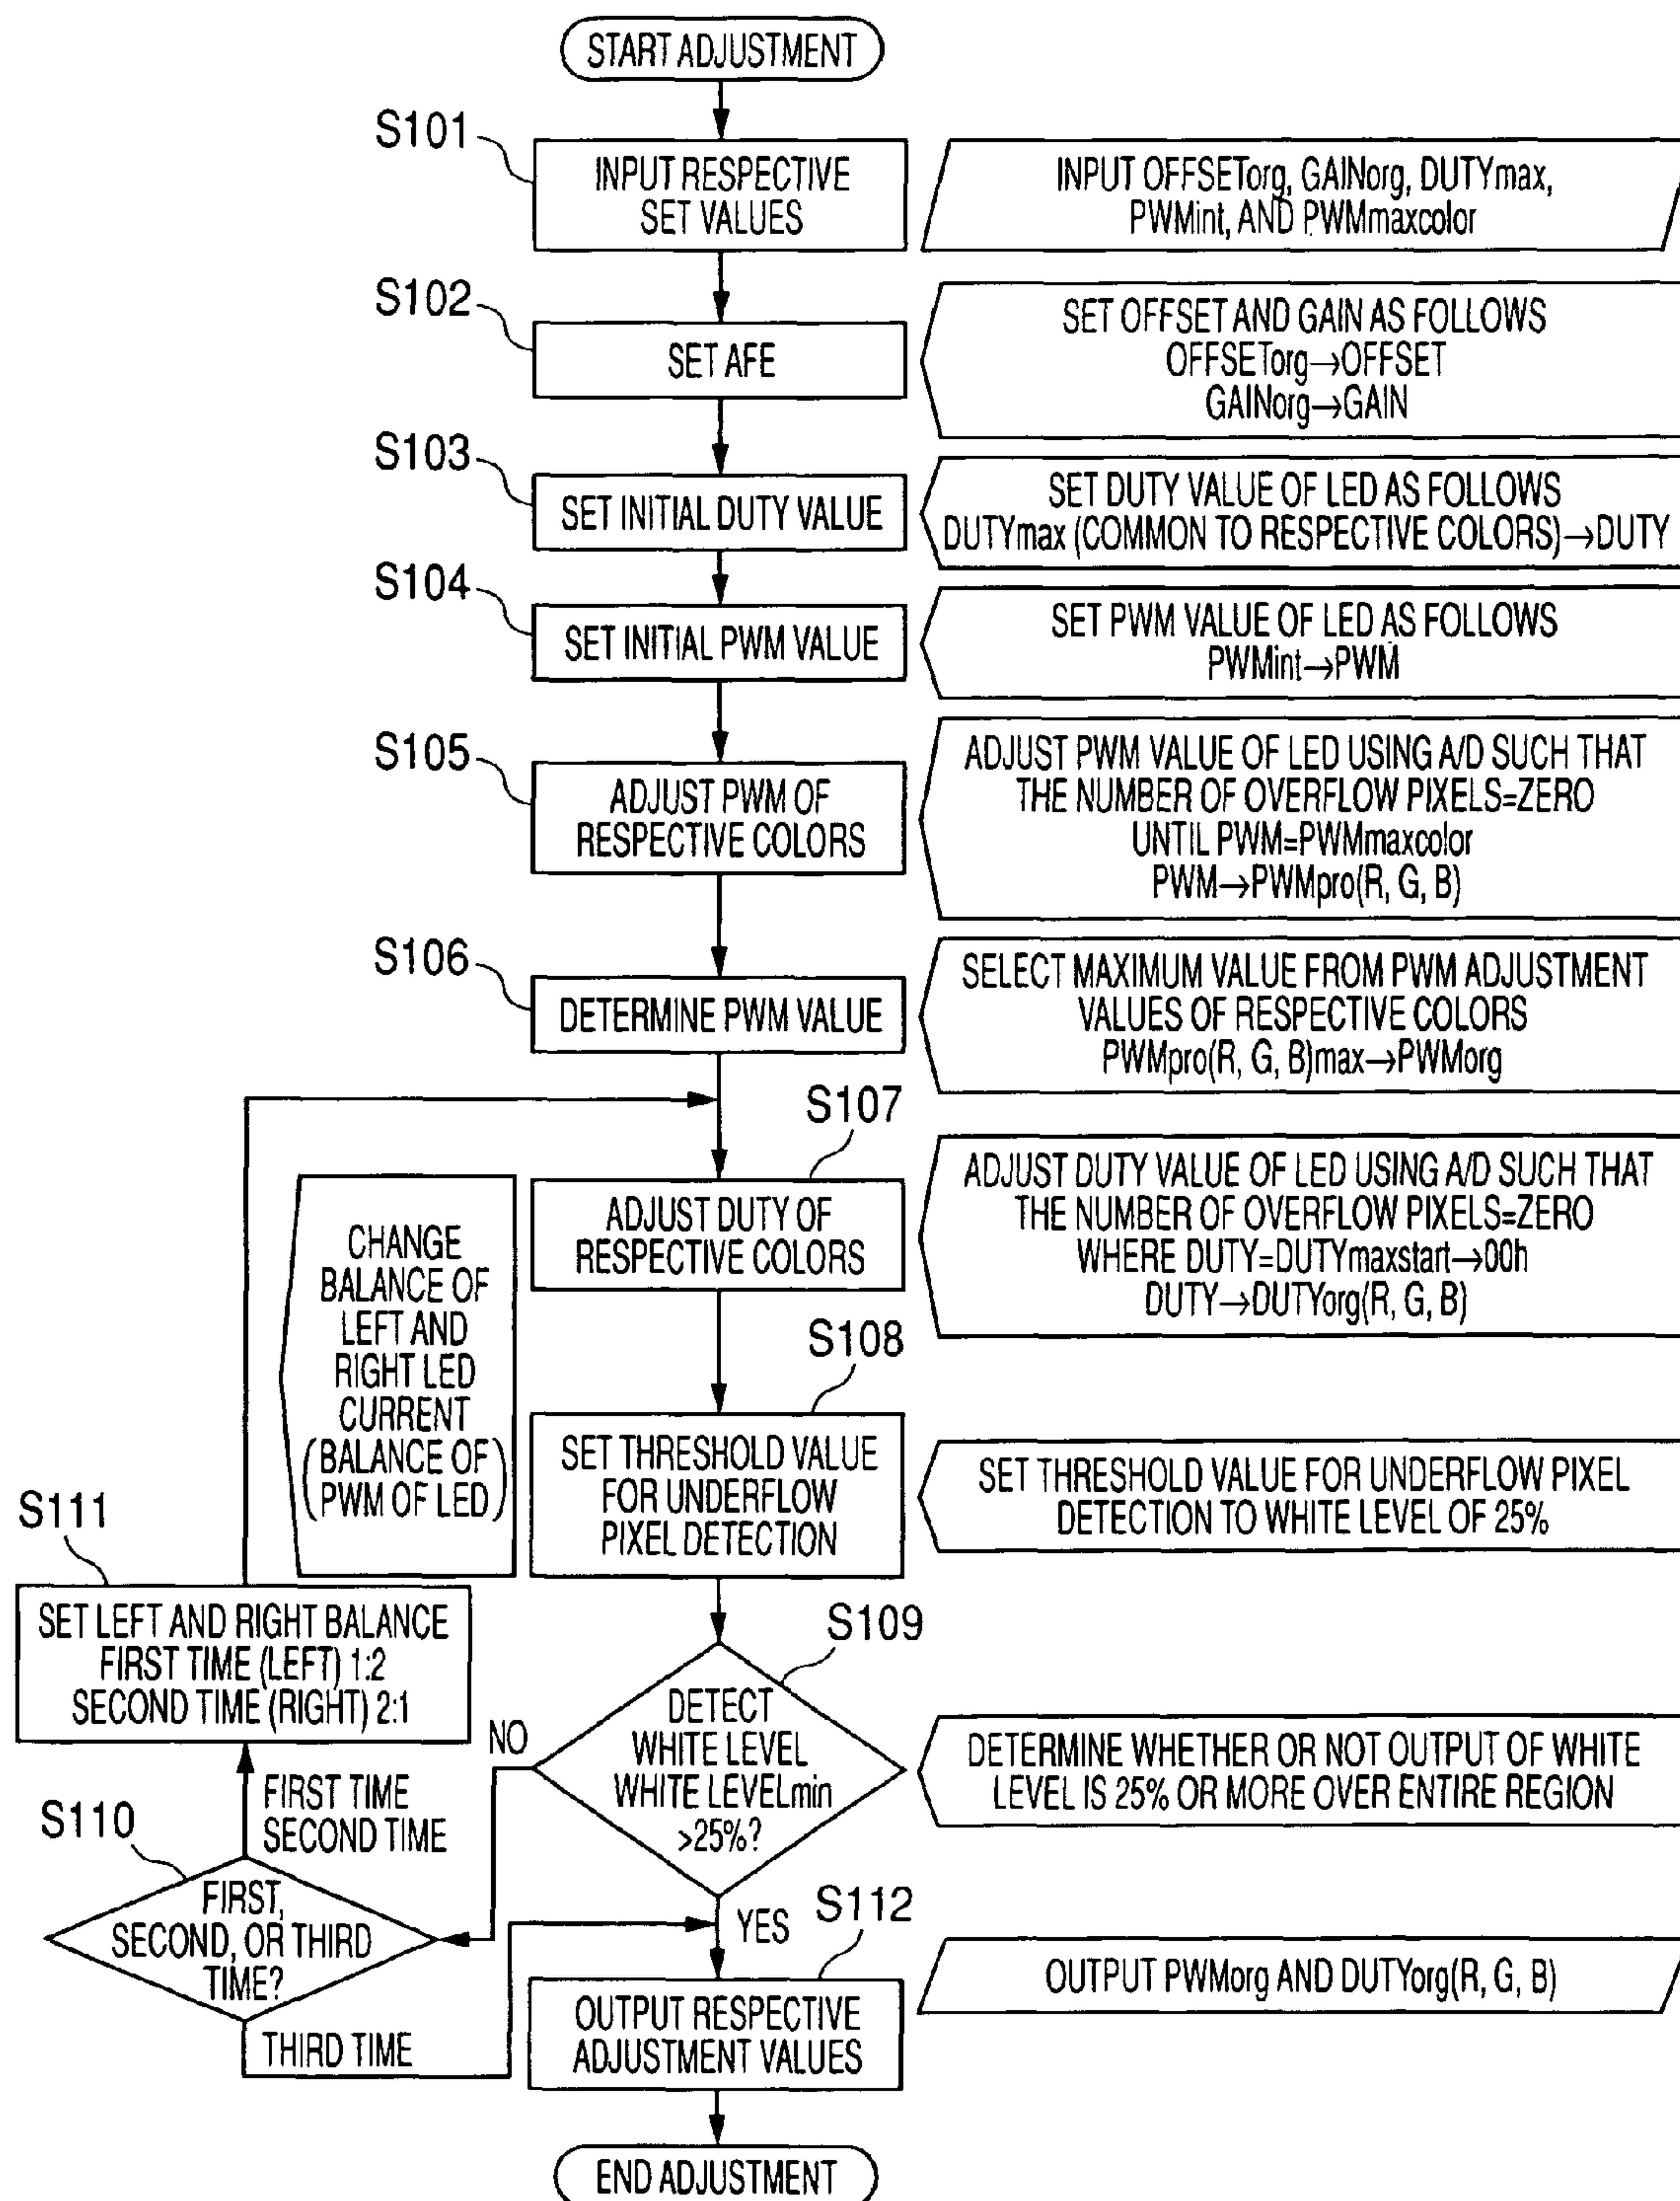 START ADJUSTMENT
S101
INPUT RESPECTIVE
SET VALUES
INPUT OFFSETorg, GAINorg, DUTYmax,
PWMint, AND PWMmaxcolor
S102
SET AFE
SET OFFSET AND GAIN AS FOLLOWS
OFFSETorg→OFFSET
GAINorg→GAIN
S103
SET INITIAL DUTY VALUE
SET DUTY VALUE OF LED AS FOLLOWS
DUTYmax (COMMON TO RESPECTIVE COLORS)→DUTY
S104
SET INITIAL PWM VALUE
SET PWM VALUE OF LED AS FOLLOWS
PWMint→PWM
S105
ADJUST PWM OF
RESPECTIVE COLORS
ADJUST PWM VALUE OF LED USING A/D SUCH THAT
THE NUMBER OF OVERFLOW PIXELS=ZERO
UNTIL PWM=PWMmaxcolor
PWM→PWMpro(R, G, B)
S106
DETERMINE PWM VALUE
SELECT MAXIMUM VALUE FROM PWM ADJUSTMENT
VALUES OF RESPECTIVE COLORS
PWMpro(R, G, B)max→PWMorg
S107
ADJUST DUTY OF
RESPECTIVE COLORS
ADJUST DUTY VALUE OF LED USING A/D SUCH THAT
THE NUMBER OF OVERFLOW PIXELS=ZERO
WHERE DUTY=DUTYmaxstart→00h
DUTY→DUTYorg(R, G, B)
CHANGE
BALANCE OF
LEFT AND
RIGHT LED
CURRENT
(BALANCE OF
PWM OF LED)
S108
SET THRESHOLD VALUE
FOR UNDERFLOW
PIXEL DETECTION
SET THRESHOLD VALUE FOR UNDERFLOW PIXEL
DETECTION TO WHITE LEVEL OF 25%
S111
SET LEFT AND RIGHT BALANCE
FIRST TIME (LEFT) 1:2
SECOND TIME (RIGHT) 2:1
S109
DETECT
WHITE LEVEL
WHITE LEVELmin
>25%?
NO
DETERMINE WHETHER OR NOT OUTPUT OF WHITE
LEVEL IS 25% OR MORE OVER ENTIRE REGION
FIRST TIME
SECOND TIME
S110
FIRST,
SECOND, OR THIRD
TIME?
THIRD TIME
YES
S112
OUTPUT RESPECTIVE
ADJUSTMENT VALUES
OUTPUT PWMorg AND DUTYorg(R, G, B)
END ADJUSTMENT